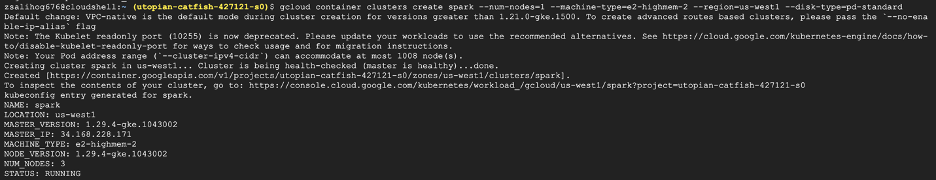 zsalihog676@cloudshell:~ (utopian-catfish-427121-s0)$ gcloud container clusters create spark --num-nodes=1 --machine-type=e2-highmem-2 --region=us-west1 --disk-type=pd-standard
Default change: VPC-native is the default mode during cluster creation for versions greater than 1.21.0-gke.1500. To create advanced routes based clusters, please pass the `--no-ena
ble-ip-alias` flag
Note: The Kubelet readonly port (10255) is now deprecated. Please update your workloads to use the recommended alternatives. See https://cloud.google.com/kubernetes-engine/docs/how-
to/disable-kubelet-readonly-port for ways to check usage and for migration instructions.
Note: Your Pod address range (`--cluster-ipv4-cidr`) can accommodate at most 1008 node(s).
Creating cluster spark in us-west1... Cluster is being health-checked (master is healthy)...done.
Created [https://container.googleapis.com/v1/projects/utopian-catfish-427121-s0/zones/us-west1/clusters/spark].
To inspect the contents of your cluster, go to: https://console.cloud.google.com/kubernetes/workload_/gcloud/us-west1/spark?project=utopian-catfish-427121-s0
kubeconfig entry generated for spark.
NAME: spark
LOCATION: us-west1
MASTER_VERSION: 1.29.4-gke.1043002
MASTER_IP: 34.168.228.171
MACHINE_TYPE: e2-highmem-2
NODE_VERSION: 1.29.4-gke.1043002
NUM_NODES: 3
STATUS: RUNNING